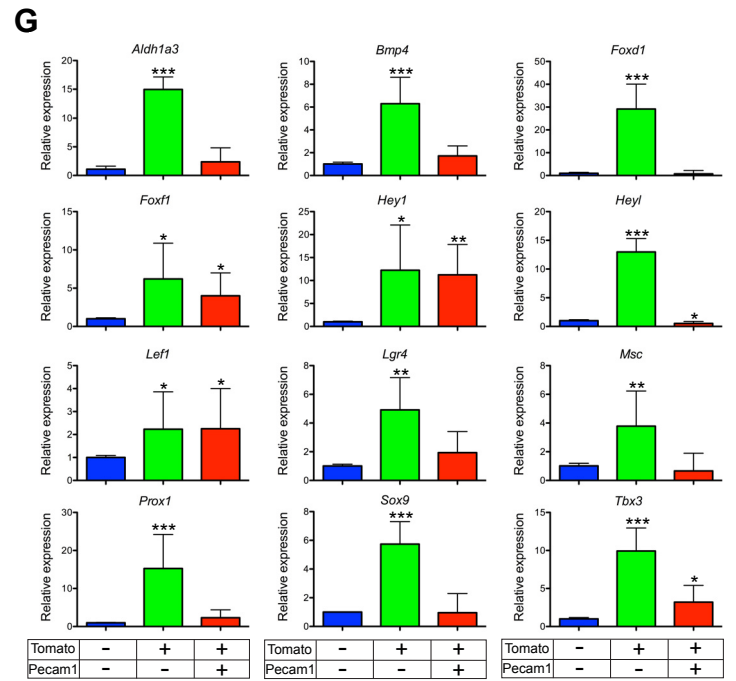 G
Aldh1a3 Bmp4 Foxd1
Relative expression 20 15 10 5 0 ***
Relative expression 10 8 6 4 2 0 ***
Relative expression 50 40 30 20 10 0 ***
Foxf1 Hey1 Heyl
Relative expression 15 10 5 0 * *
Relative expression 25 20 15 10 5 0 * **
Relative expression 20 15 10 5 0 *** *
Lef1 Lgr4 Msc
Relative expression 5 4 3 2 1 0 * *
Relative expression 8 6 4 2 0 **
Relative expression 8 6 4 2 0 **
Prox1 Sox9 Tbx3
Relative expression 30 20 10 0 ***
Relative expression 8 6 4 2 0 ***
Relative expression 15 10 5 0 *** *
Tomato − + + Tomato − + + Tomato − + +
Pecam1 − − + Pecam1 − − + Pecam1 − − +